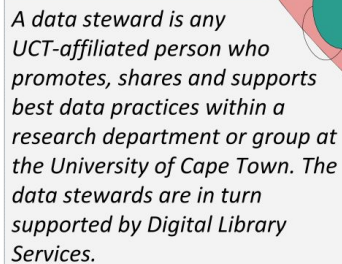 A data steward is any
UCT-affiliated person who
promotes, shares and supports
best data practices within a
research department or group at
the University of Cape Town. The
data stewards are in turn
supported by Digital Library
Services.